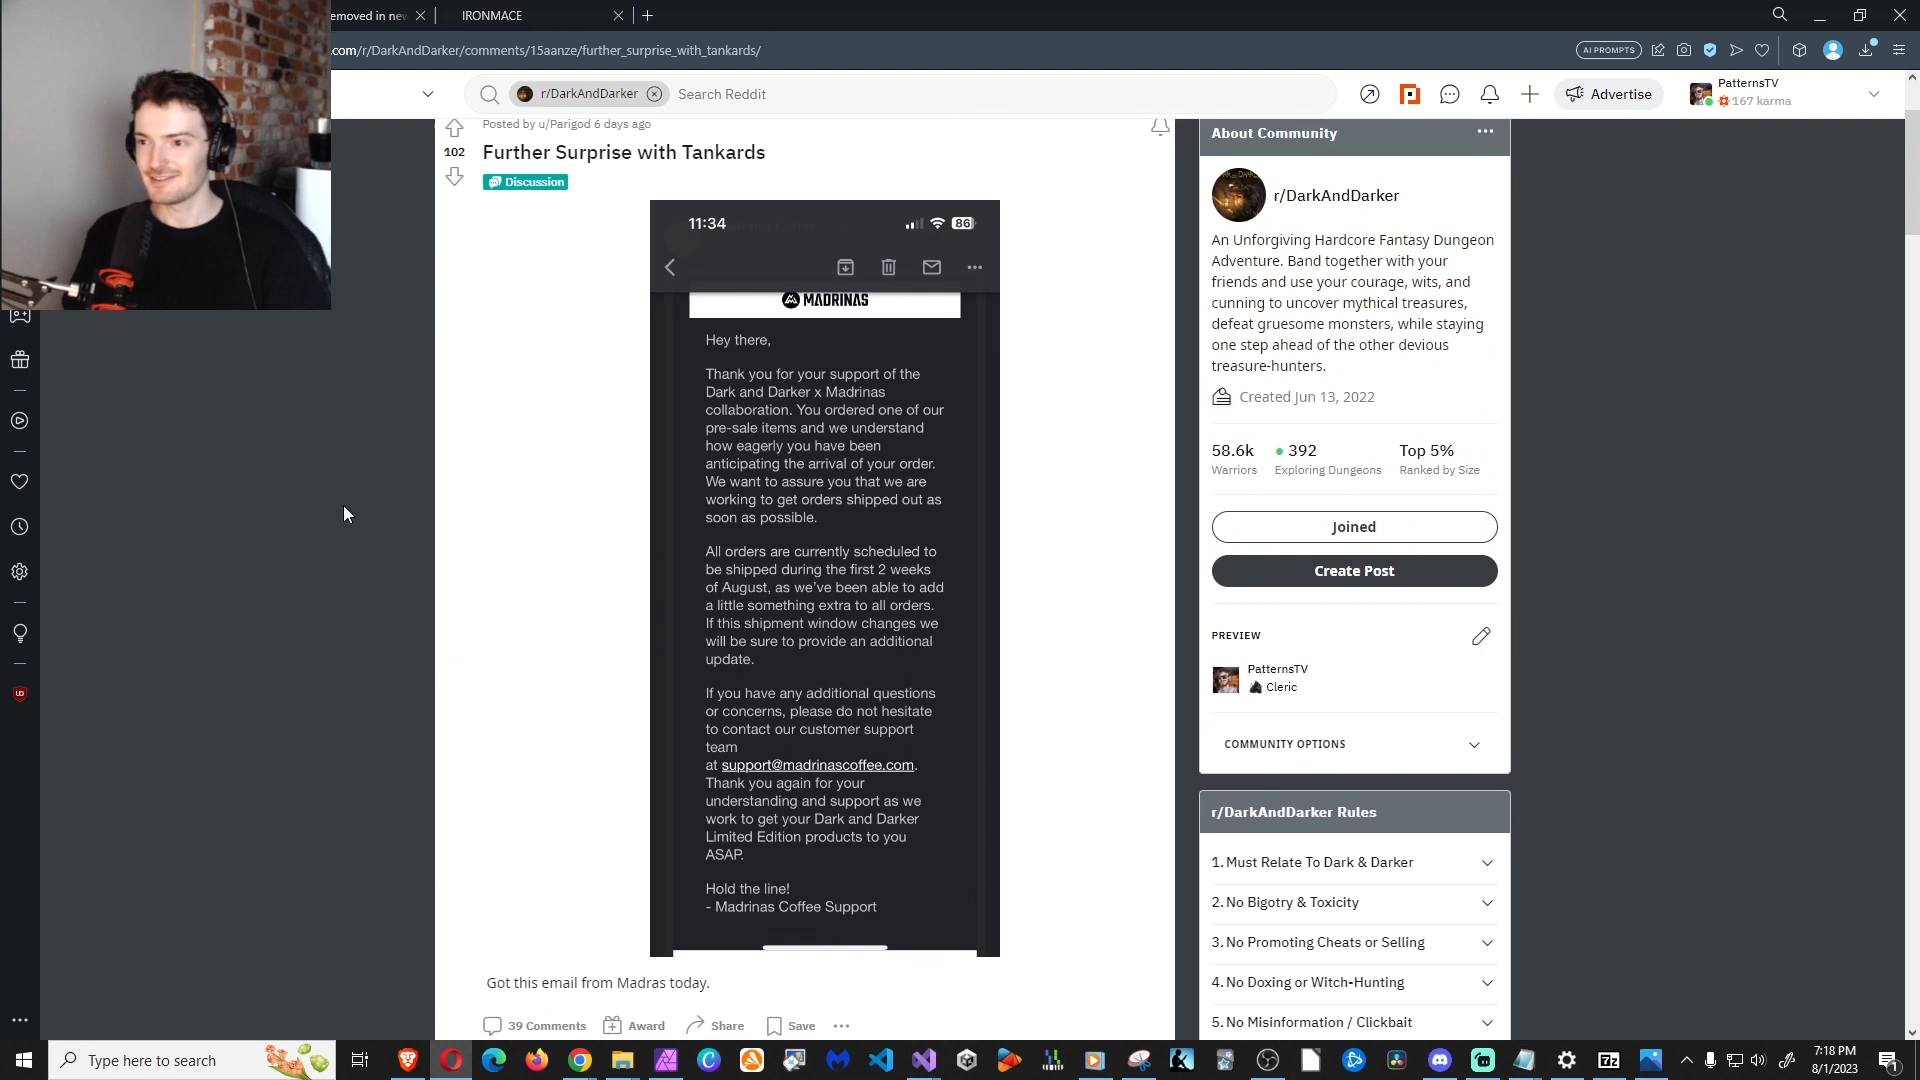 emoved in nev
IRONMACE
.com/r/DarkAndDarker/comments/15aanze/further_surprise_with_tankards/
AI PROMPTS
r/DarkAndDarker
Search Reddit
Advertise
PatternsTV
167 karma
Posted by u/Parigod 6 days ago
102
Further Surprise with Tankards
Discussion
11:34
86
MADRINAS
Hey there,
Thank you for your support of the
Dark and Darker x Madrinas
collaboration. You ordered one of our
pre-sale items and we understand
how eagerly you have been
anticipating the arrival of your order.
We want to assure you that we are
working to get orders shipped out as
soon as possible.
All orders are currently scheduled to
be shipped during the first 2 weeks
of August, as we've been able to add
a little something extra to all orders.
If this shipment window changes we
will be sure to provide an additional
update.
If you have any additional questions
or concerns, please do not hesitate
to contact our customer support
team
at support@madrinascoffee.com.
Thank you again for your
understanding and support as we
work to get your Dark and Darker
Limited Edition products to you
ASAP.
Hold the line!
- Madrinas Coffee Support
Got this email from Madras today.
39 Comments
Award
Share
Save
About Community
r/DarkAndDarker
An Unforgiving Hardcore Fantasy Dungeon
Adventure. Band together with your
friends and use your courage, wits, and
cunning to uncover mythical treasures,
defeat gruesome monsters, while staying
one step ahead of the other devious
treasure-hunters.
Created Jun 13, 2022
58.6k
392
Top 5%
Warriors
Exploring Dungeons
Ranked by Size
Joined
Create Post
PREVIEW
PatternsTV
Cleric
COMMUNITY OPTIONS
r/DarkAndDarker Rules
1. Must Relate To Dark & Darker
2. No Bigotry & Toxicity
3. No Promoting Cheats or Selling
4. No Doxing or Witch-Hunting
5. No Misinformation / Clickbait
Type here to search
7:18 PM
8/1/2023